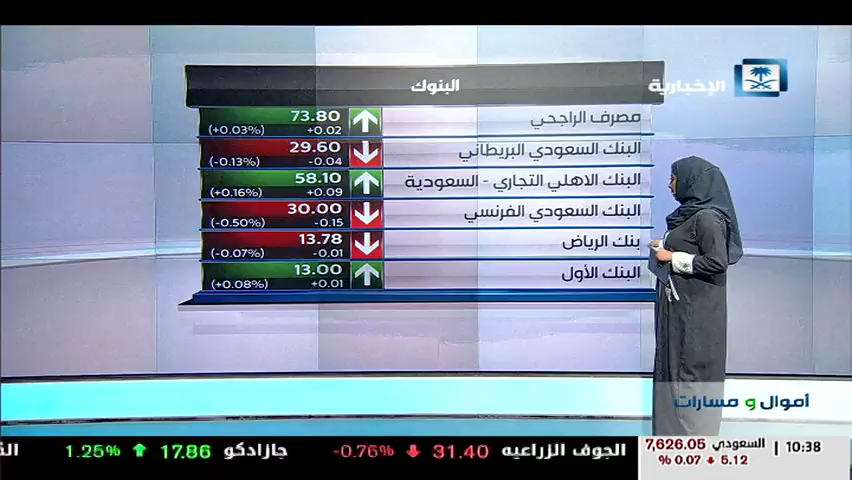 الإخبارية
البنوك
مصرف الراجحي 73.80 +0.02 (+0.03%)
البنك السعودي البريطاني 29.60 -0.04 (-0.13%)
البنك الاهلي التجاري - السعودية 58.10 +0.09 (+0.16%)
البنك السعودي الفرنسي 30.00 -0.15 (-0.50%)
بنك الرياض 13.78 -0.01 (-0.07%)
البنك الأول 13.00 +0.01 (+0.08%)
أموال و مسارات
10:38 السعودي 7,626.05
5.12 0.07 %
الجوف الزراعيه 31.40 -0.76% جازادكو 17.86 1.25%